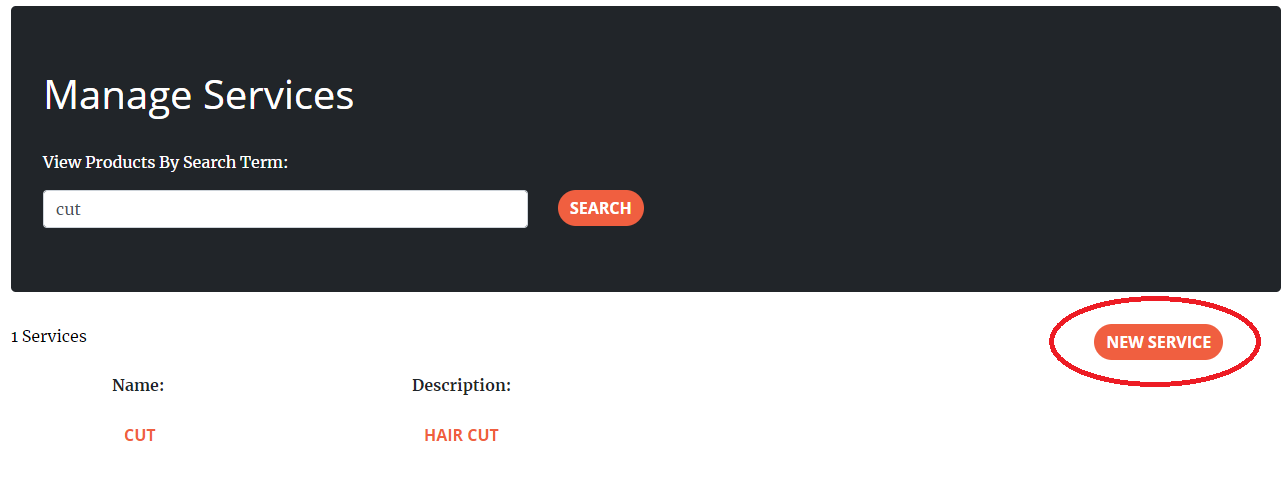 Manage Services
View Products By Search Term:
cut
SEARCH
1 Services
NEW SERVICE
Name: Description:
CUT HAIR CUT